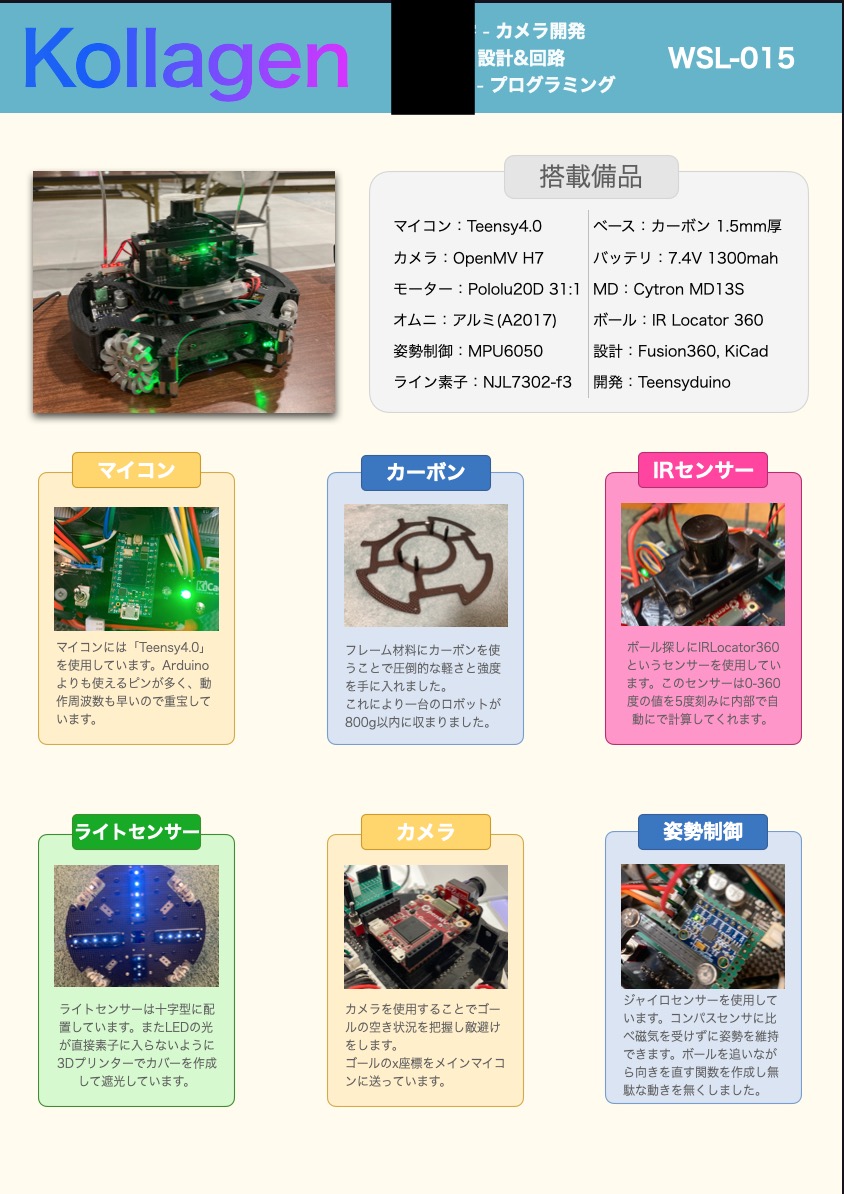 Kollagen
- カメラ開発
設計&回路
- プログラミング
WSL-015
搭載備品
マイコン：Teensy4.0
カメラ：OpenMV H7
モーター：Pololu20D 31:1
オムニ：アルミ(A2017)
姿勢制御：MPU6050
ライン素子：NJL7302-f3
ベース：カーボン 1.5mm厚
バッテリ：7.4V 1300mah
MD：Cytron MD13S
ボール：IR Locator 360
設計：Fusion360, KiCad
開発：Teensyduino
マイコン
マイコンには「Teensy4.0」
を使用しています。Arduino
よりも使えるピンが多く、動
作周波数も早いので重宝して
います。
カーボン
フレーム材料にカーボンを使
うことで圧倒的な軽さと強度
を手に入れました。
これにより一台のロボットが
800g以内に収まりました。
IRセンサー
ボール探しにIRLocator360
というセンサーを使用してい
ます。このセンサーは0-360
度の値を5度刻みに内部で自
動にで計算してくれます。
ライトセンサー
ライトセンサーは十字型に配
置しています。またLEDの光
が直接素子に入らないように
3Dプリンターでカバーを作成
して遮光しています。
カメラ
カメラを使用することでゴー
ルの空き状況を把握し敵避け
をします。
ゴールのx座標をメインマイコ
ンに送っています。
姿勢制御
ジャイロセンサーを使用して
います。コンパスセンサに比
べ磁気を受けずに姿勢を維持
できます。ボールを追いなが
ら向きを直す関数を作成し無
駄な動きを無くしました。